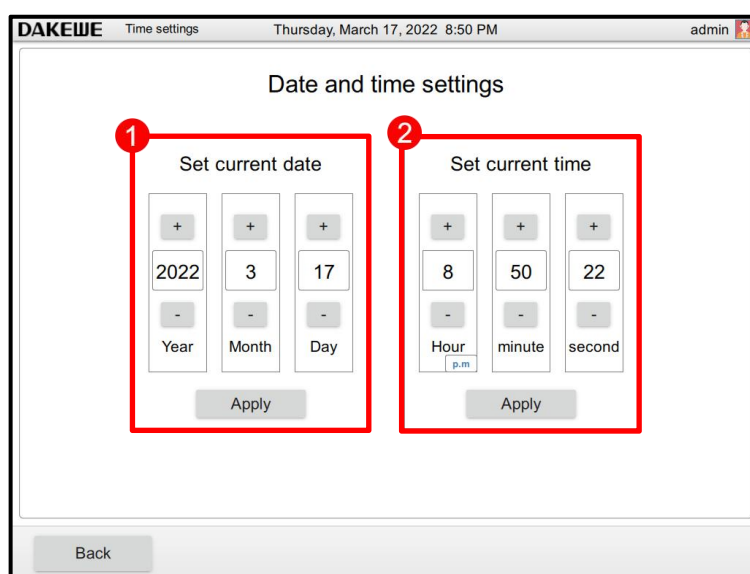 DAKEWE Time settings Thursday, March 17, 2022 8:50 PM admin
Date and time settings
1
Set current date
+ + +
2022 3 17
- - -
Year Month Day
Apply
2
Set current time
+ + +
8 50 22
- - -
Hour minute second
p.m
Apply
Back